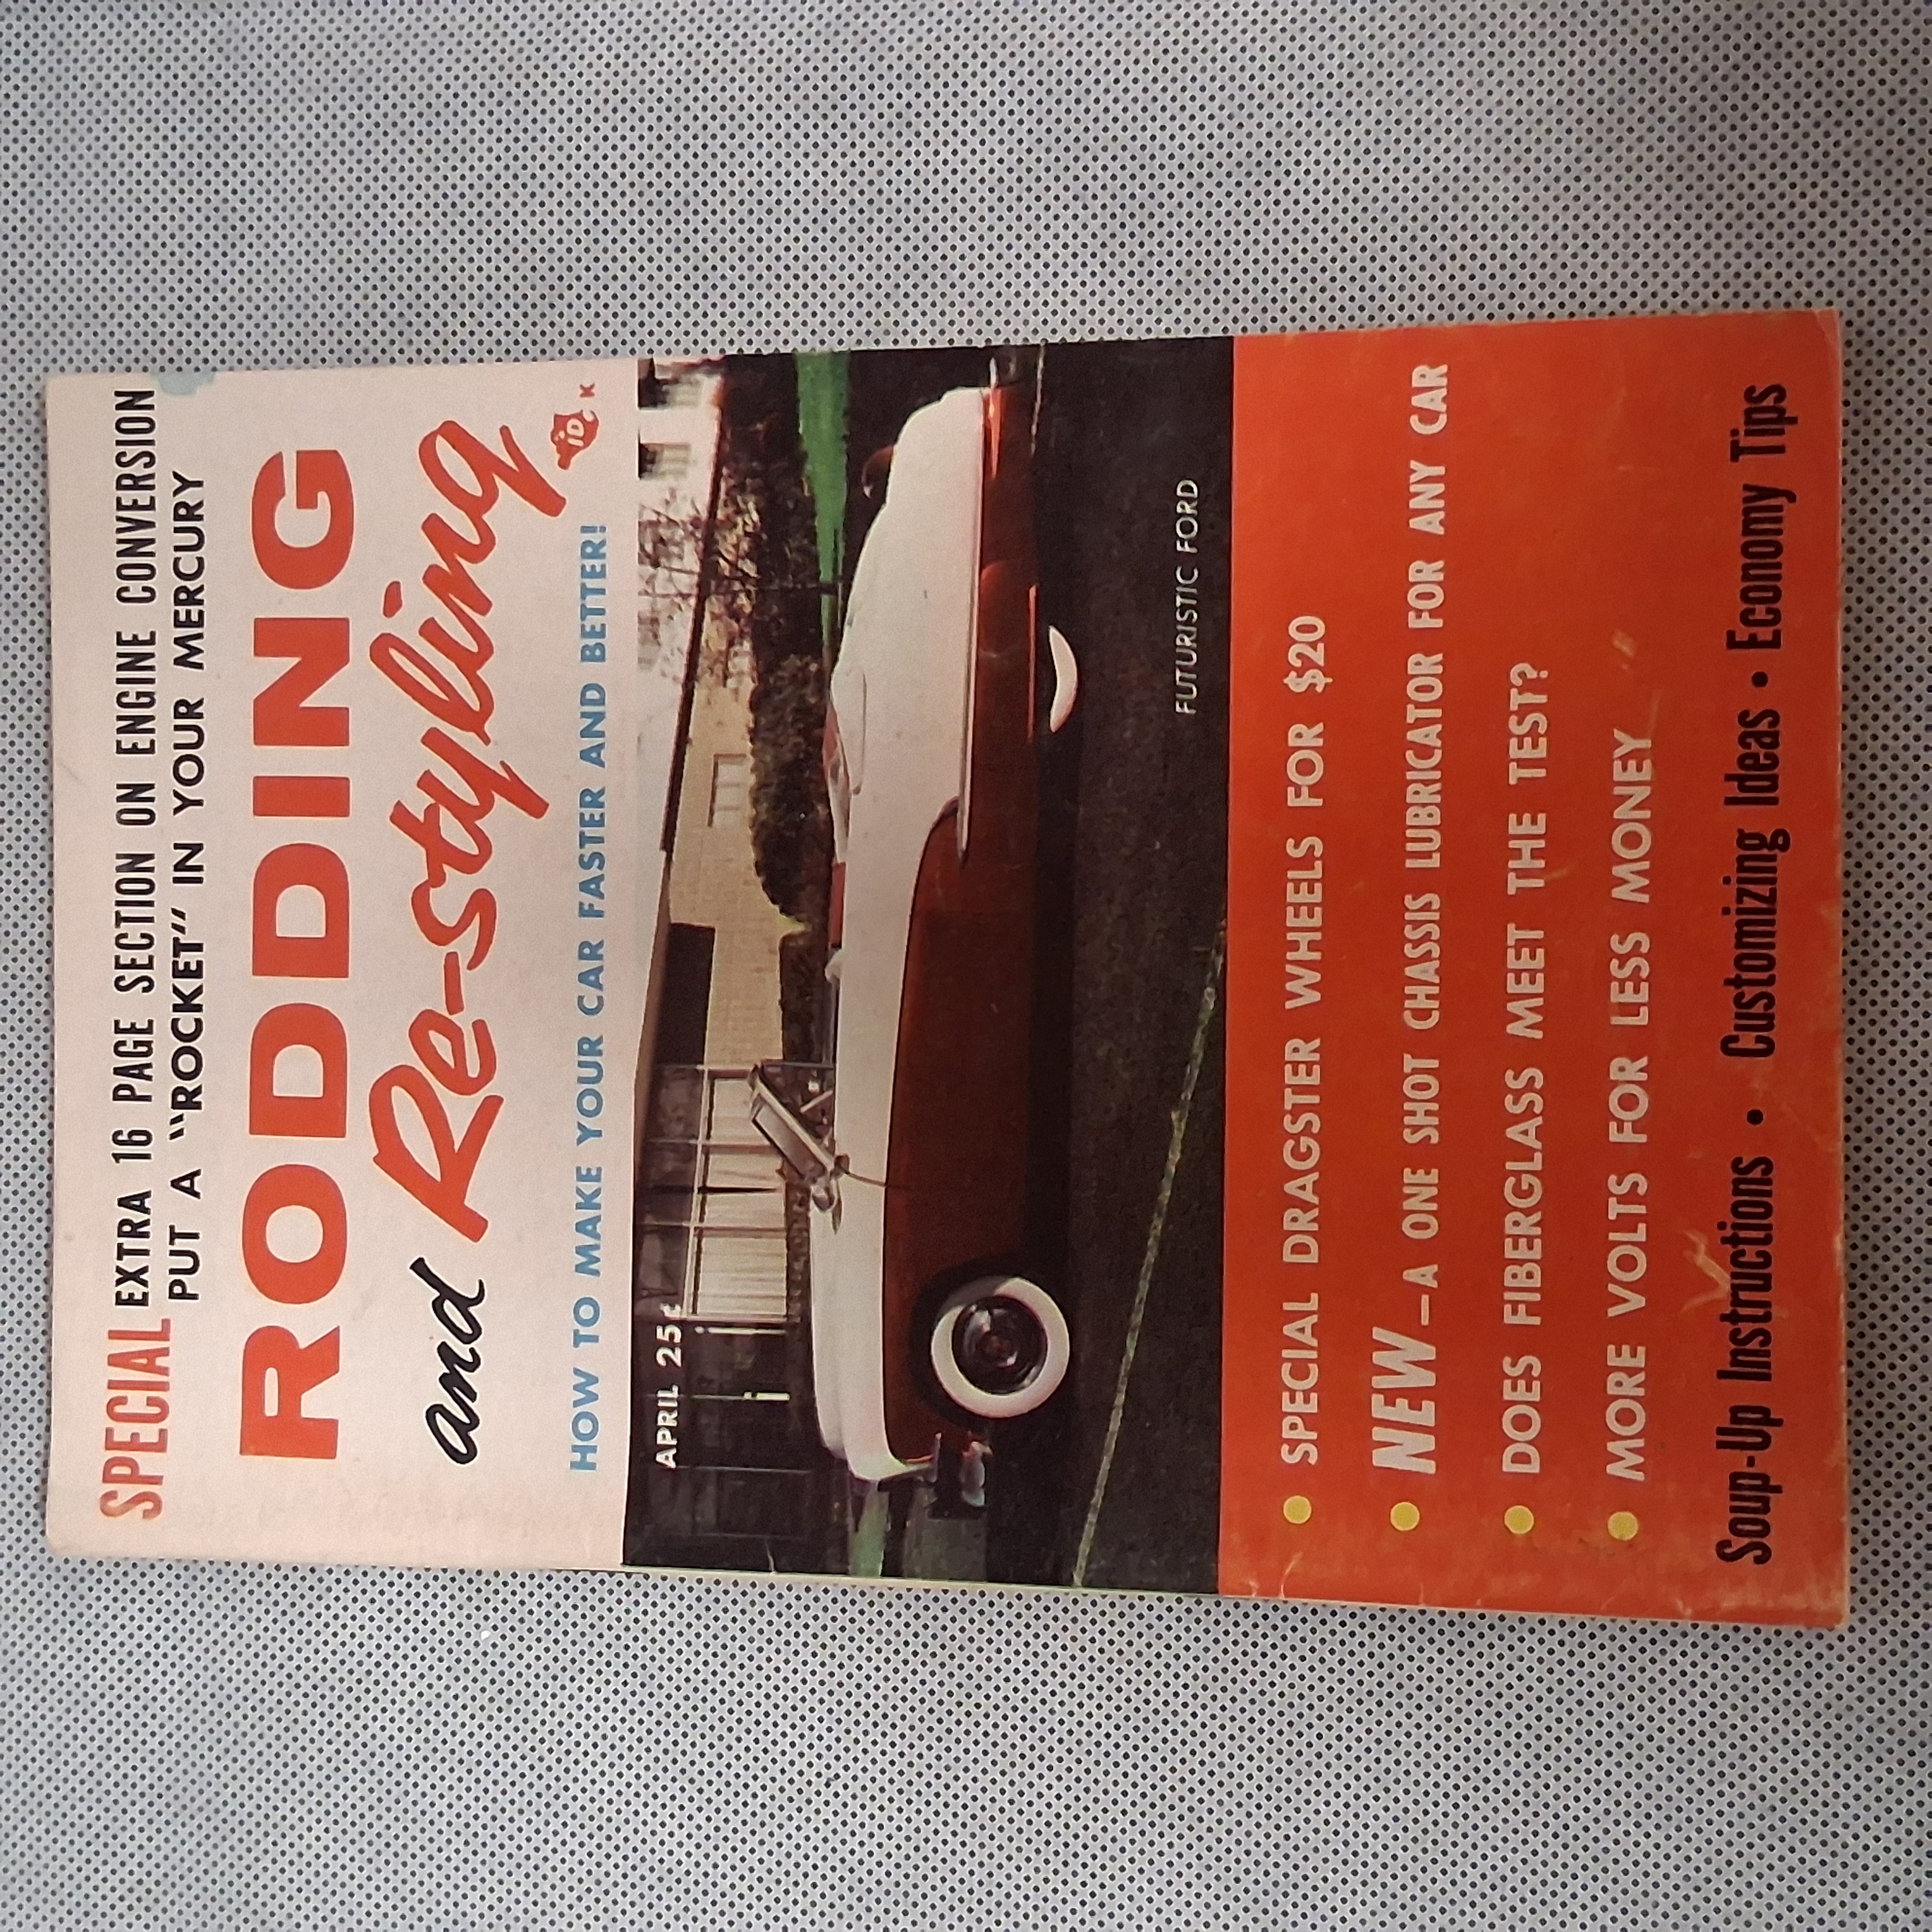 SPECIAL EXTRA 16 PAGE SECTION ON ENGINE CONVERSION
PUT A "ROCKET" IN YOUR MERCURY
RODDING
and Re-styling
HOW TO MAKE YOUR CAR FASTER AND BETTER!
APRIL 25¢
FUTURISTIC FORD
• SPECIAL DRAGSTER WHEELS FOR $20
• NEW—A ONE SHOT CHASSIS LUBRICATOR FOR ANY CAR
• DOES FIBERGLASS MEET THE TEST?
• MORE VOLTS FOR LESS MONEY
Soup-Up Instructions • Customizing Ideas • Economy Tips